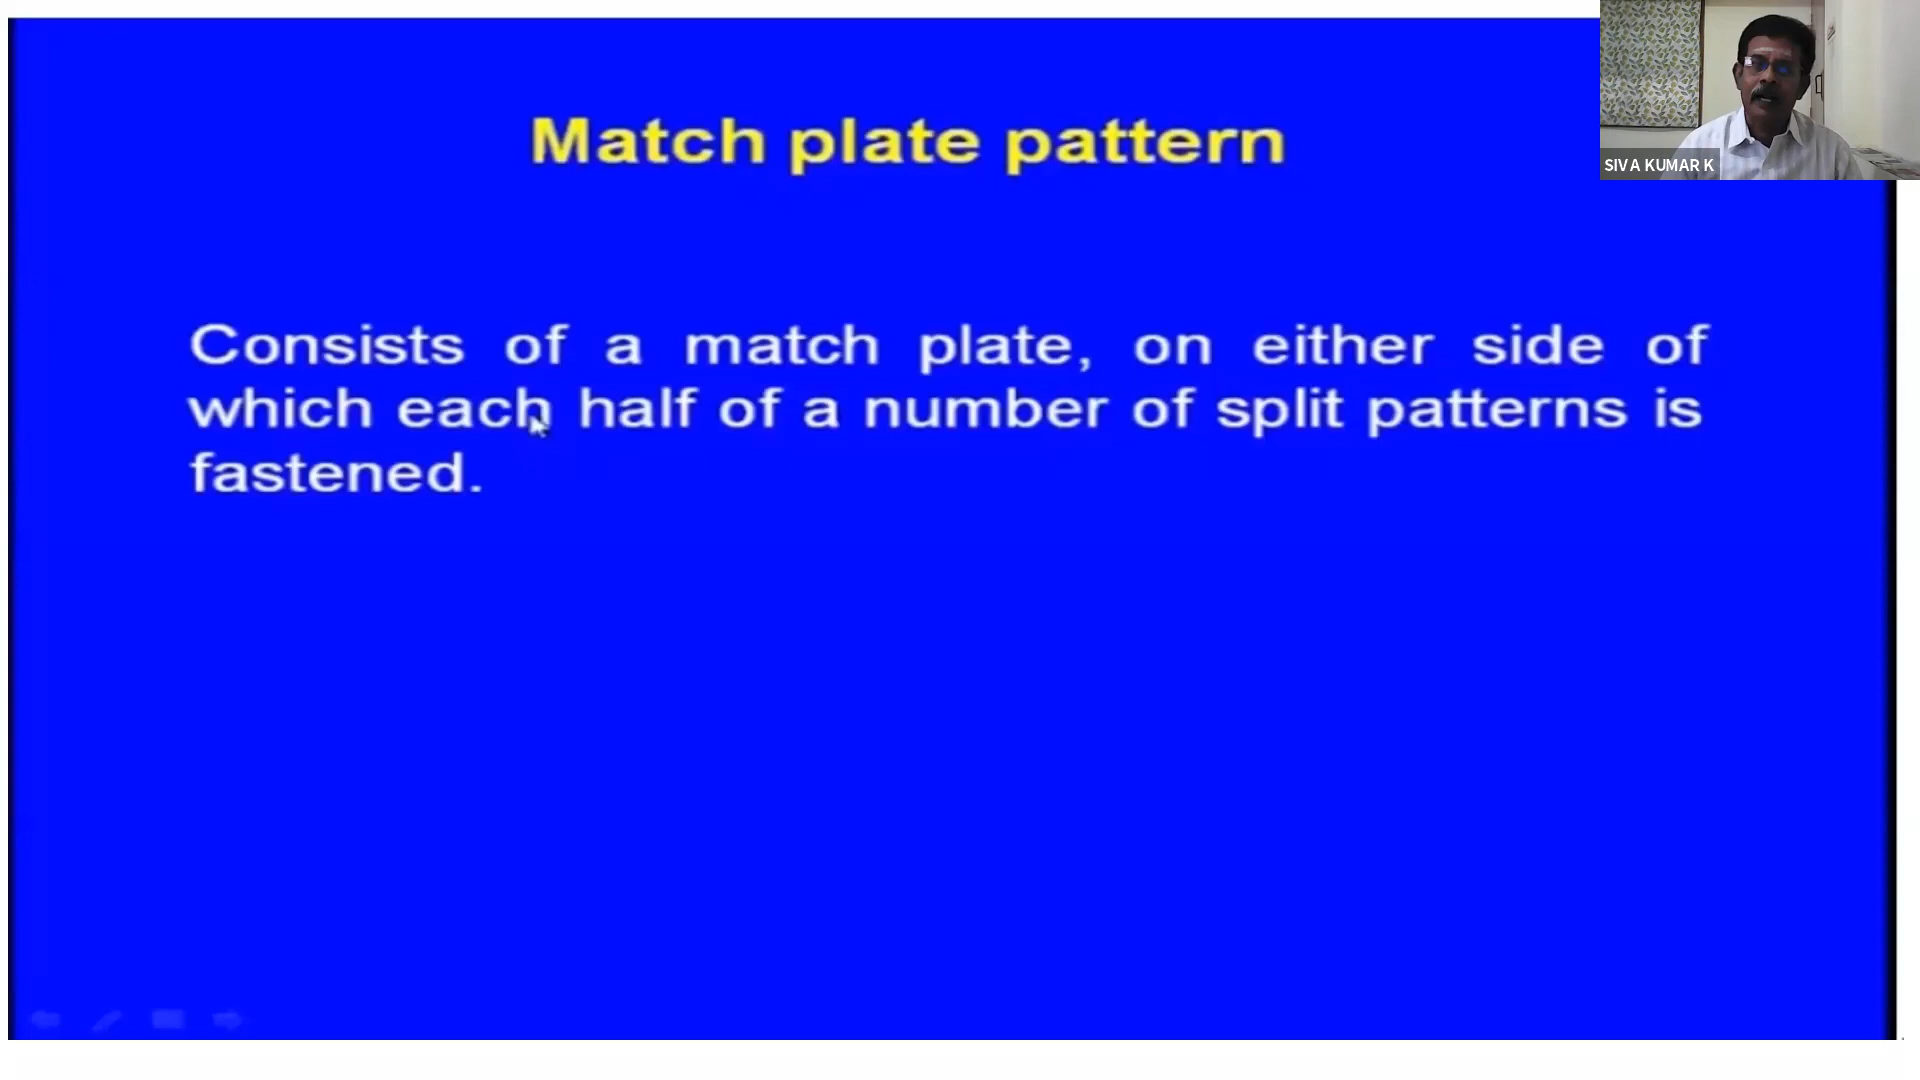 Match plate pattern
SIVA KUMAR K
Consists of a match plate, on either side of
which each half of a number of split patterns is
fastened.